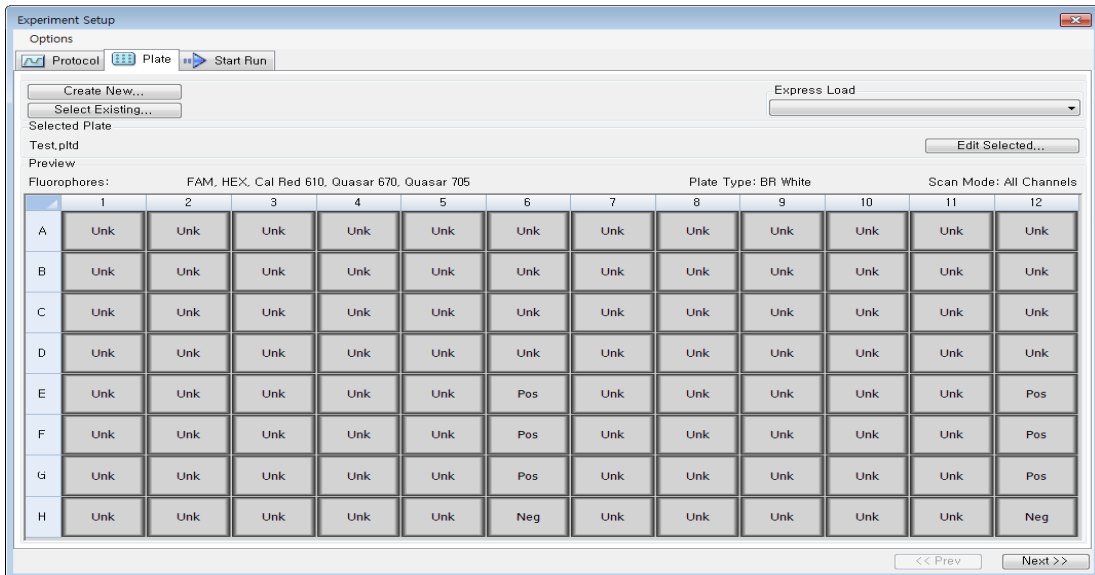 Experiment Setup
Options
Protocol Plate Start Run
Create New... Express Load
Select Existing...
Selected Plate
Test.pltd Edit Selected...
Preview
Fluorophores: FAM, HEX, Cal Red 610, Quasar 670, Quasar 705 Plate Type: BR White Scan Mode: All Channels
1 2 3 4 5 6 7 8 9 10 11 12
A Unk Unk Unk Unk Unk Unk Unk Unk Unk Unk Unk Unk
B Unk Unk Unk Unk Unk Unk Unk Unk Unk Unk Unk Unk
C Unk Unk Unk Unk Unk Unk Unk Unk Unk Unk Unk Unk
D Unk Unk Unk Unk Unk Unk Unk Unk Unk Unk Unk Unk
E Unk Unk Unk Unk Unk Pos Unk Unk Unk Unk Unk Pos
F Unk Unk Unk Unk Unk Pos Unk Unk Unk Unk Unk Pos
G Unk Unk Unk Unk Unk Pos Unk Unk Unk Unk Unk Pos
H Unk Unk Unk Unk Unk Neg Unk Unk Unk Unk Unk Neg
<< Prev Next >>